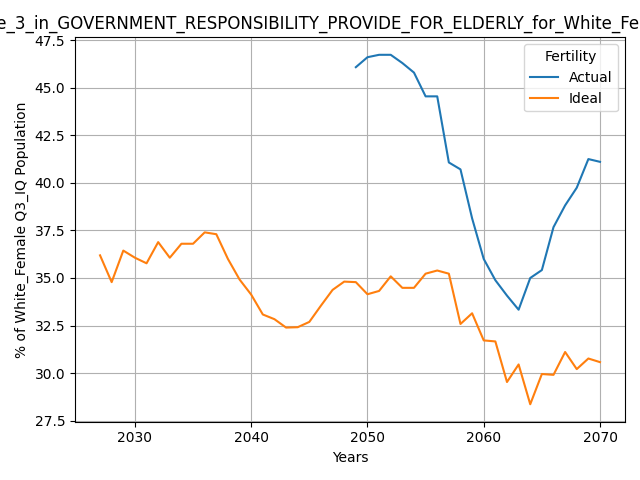 e_3_in_GOVERNMENT_RESPONSIBILITY_PROVIDE_FOR_ELDERLY_for_White_Fe
47.5
45.0
42.5
40.0
37.5
35.0
32.5
30.0
27.5
% of White_Female Q3_IQ Population
Fertility
Actual
Ideal
2030
2040
2050
2060
2070
Years